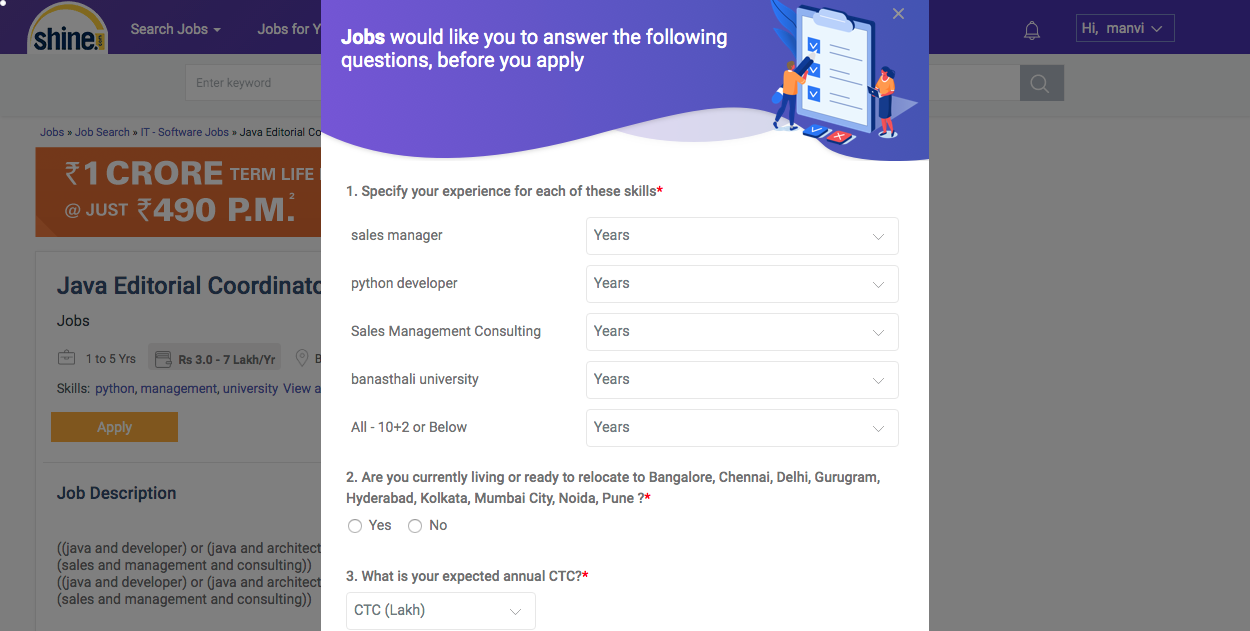 shine.com
Search Jobs
Jobs for Y
Hi, manvi
Enter keyword
Jobs » Job Search » IT - Software Jobs » Java Editorial Co
₹1 CRORE TERM LIFE
@ JUST ₹490 P.M.²
Java Editorial Coordinato
Jobs
1 to 5 Yrs
Rs 3.0 - 7 Lakh/Yr
B
Skills: python, management, university View a
Apply
Job Description
((java and developer) or (java and architect
(sales and management and consulting))
((java and developer) or (java and architect
(sales and management and consulting))
Jobs would like you to answer the following
questions, before you apply
1. Specify your experience for each of these skills*
sales manager Years
python developer Years
Sales Management Consulting Years
banasthali university Years
All - 10+2 or Below Years
2. Are you currently living or ready to relocate to Bangalore, Chennai, Delhi, Gurugram,
Hyderabad, Kolkata, Mumbai City, Noida, Pune ?*
Yes No
3. What is your expected annual CTC?*
CTC (Lakh)